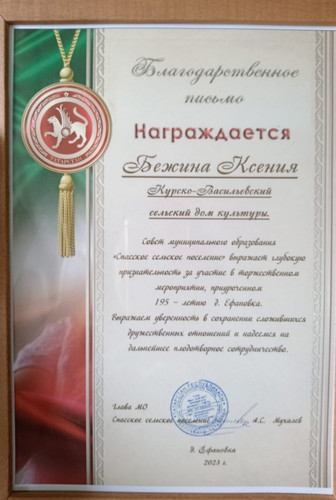 Благодарственное
письмо
Награждается
Бежина Ксения
Курско-Васильевский
сельский дом культуры.
Совет муниципального образования
«Спасское сельское поселение» выражает глубокую
признательность за участие в торжественном
мероприятии, приуроченном
195 – летию д. Ефановка.
Выражаем уверенность в сохранении сложившихся
дружественных отношений и надеемся на
дальнейшее плодотворное сотрудничество.
Глава МО
Спасское сельское поселение А.С. Мухалев
д. Ефановка
2023 г.